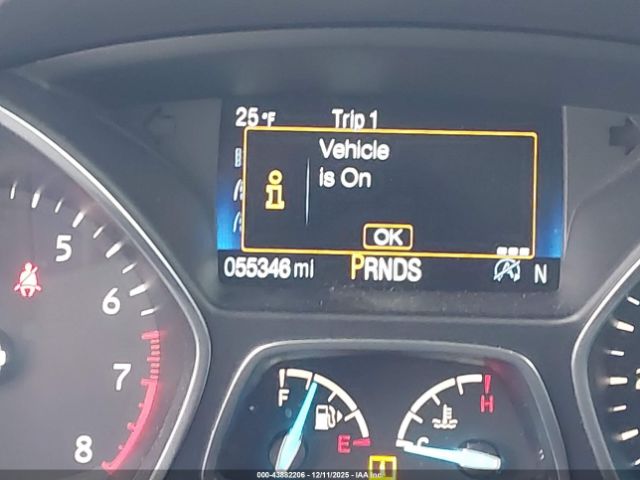 25 °F Trip 1
Vehicle
is On
OK
055346 mi PRNDS N
5
6
7
8
F E
C H
000-43882206 - 12/11/2025 - IAA Inc.